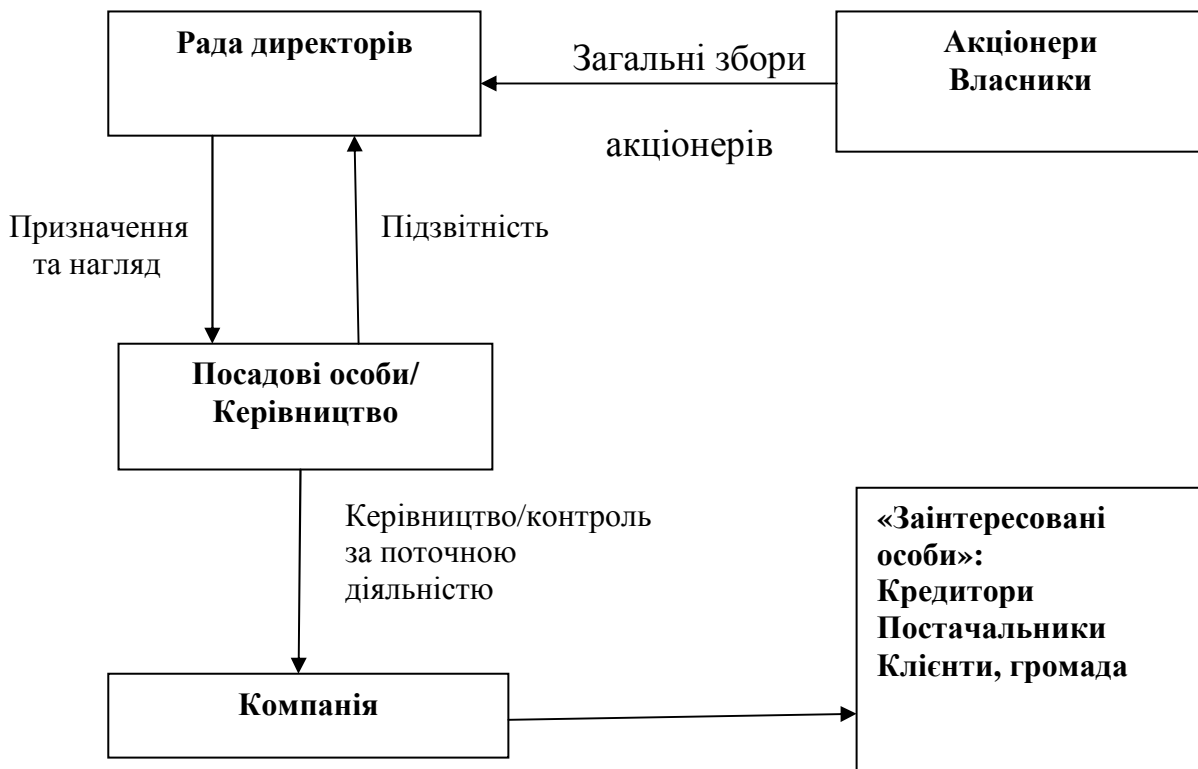 Рада директорів
Загальні збори
акціонерів
Акціонери
Власники
Призначення
та нагляд
Підзвітність
Посадові особи/
Керівництво
Керівництво/контроль
за поточною
діяльністю
«Заінтересовані
особи»:
Кредитори
Постачальники
Клієнти, громада
Компанія